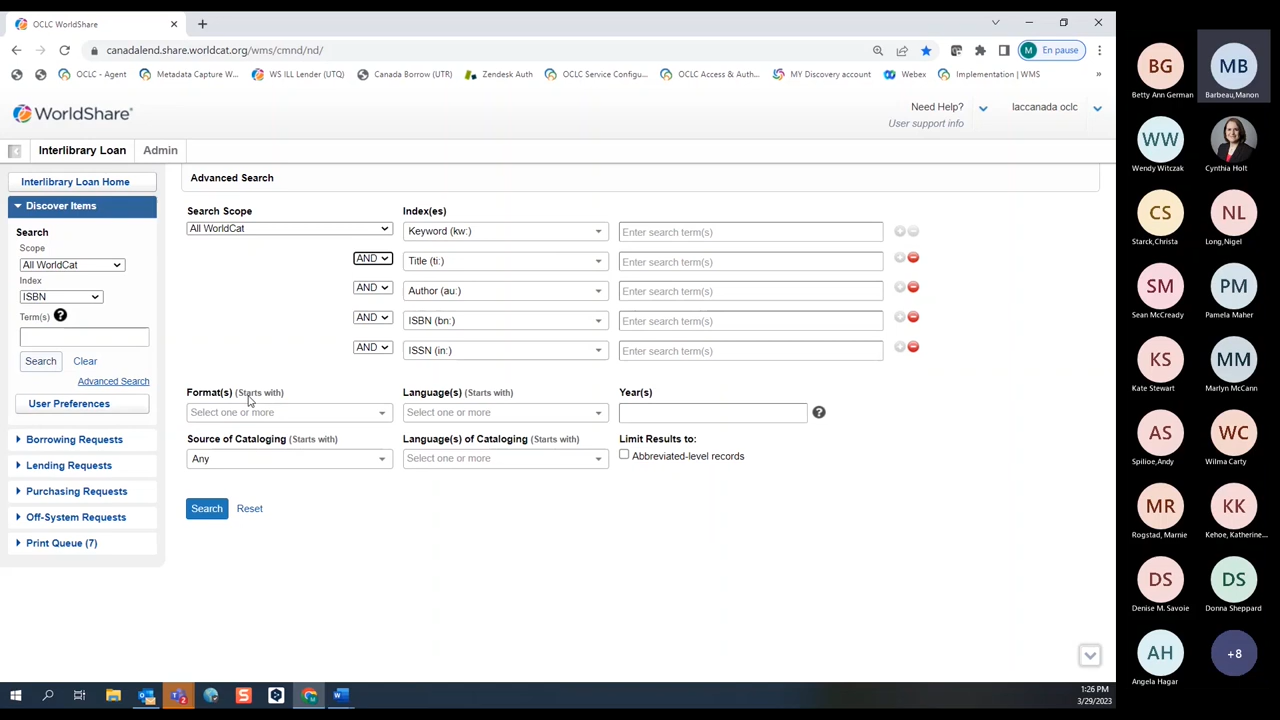 OCLC WorldShare
canadalend.share.worldcat.org/wms/cmnd/nd/
M En pause
OCLC - Agent
Metadata Capture W...
WS ILL Lender (UTQ)
Canada Borrow (UTR)
Zendesk Auth
OCLC Service Configu...
OCLC Access & Auth...
MY Discovery account
Webex
Implementation | WMS
»
WorldShare®
Need Help?
User support info
laccanada oclc
Interlibrary Loan
Admin
Interlibrary Loan Home
Discover Items
Search
Scope
All WorldCat
Index
ISBN
Term(s)
Search
Clear
Advanced Search
User Preferences
Borrowing Requests
Lending Requests
Purchasing Requests
Off-System Requests
Print Queue (7)
Advanced Search
Search Scope
Index(es)
All WorldCat
Keyword (kw:)
Enter search term(s)
AND
Title (ti:)
Enter search term(s)
AND
Author (au:)
Enter search term(s)
AND
ISBN (bn:)
Enter search term(s)
AND
ISSN (in:)
Enter search term(s)
Format(s) (Starts with)
Language(s) (Starts with)
Year(s)
Select one or more
Select one or more
Source of Cataloging (Starts with)
Language(s) of Cataloging (Starts with)
Limit Results to:
Any
Select one or more
Abbreviated-level records
Search
Reset
1:26 PM
3/29/2023
BG
Betty Ann German
MB
Barbeau,Manon
WW
Wendy Witczak
Cynthia Holt
CS
Starck,Christa
NL
Long,Nigel
SM
Sean McCready
PM
Pamela Maher
KS
Kate Stewart
MM
Marlyn McCann
AS
Spilioe,Andy
WC
Wilma Carty
MR
Rogstad, Marnie
KK
Kehoe, Katherine...
DS
Denise M. Savoie
DS
Donna Sheppard
AH
Angela Hagar
+8